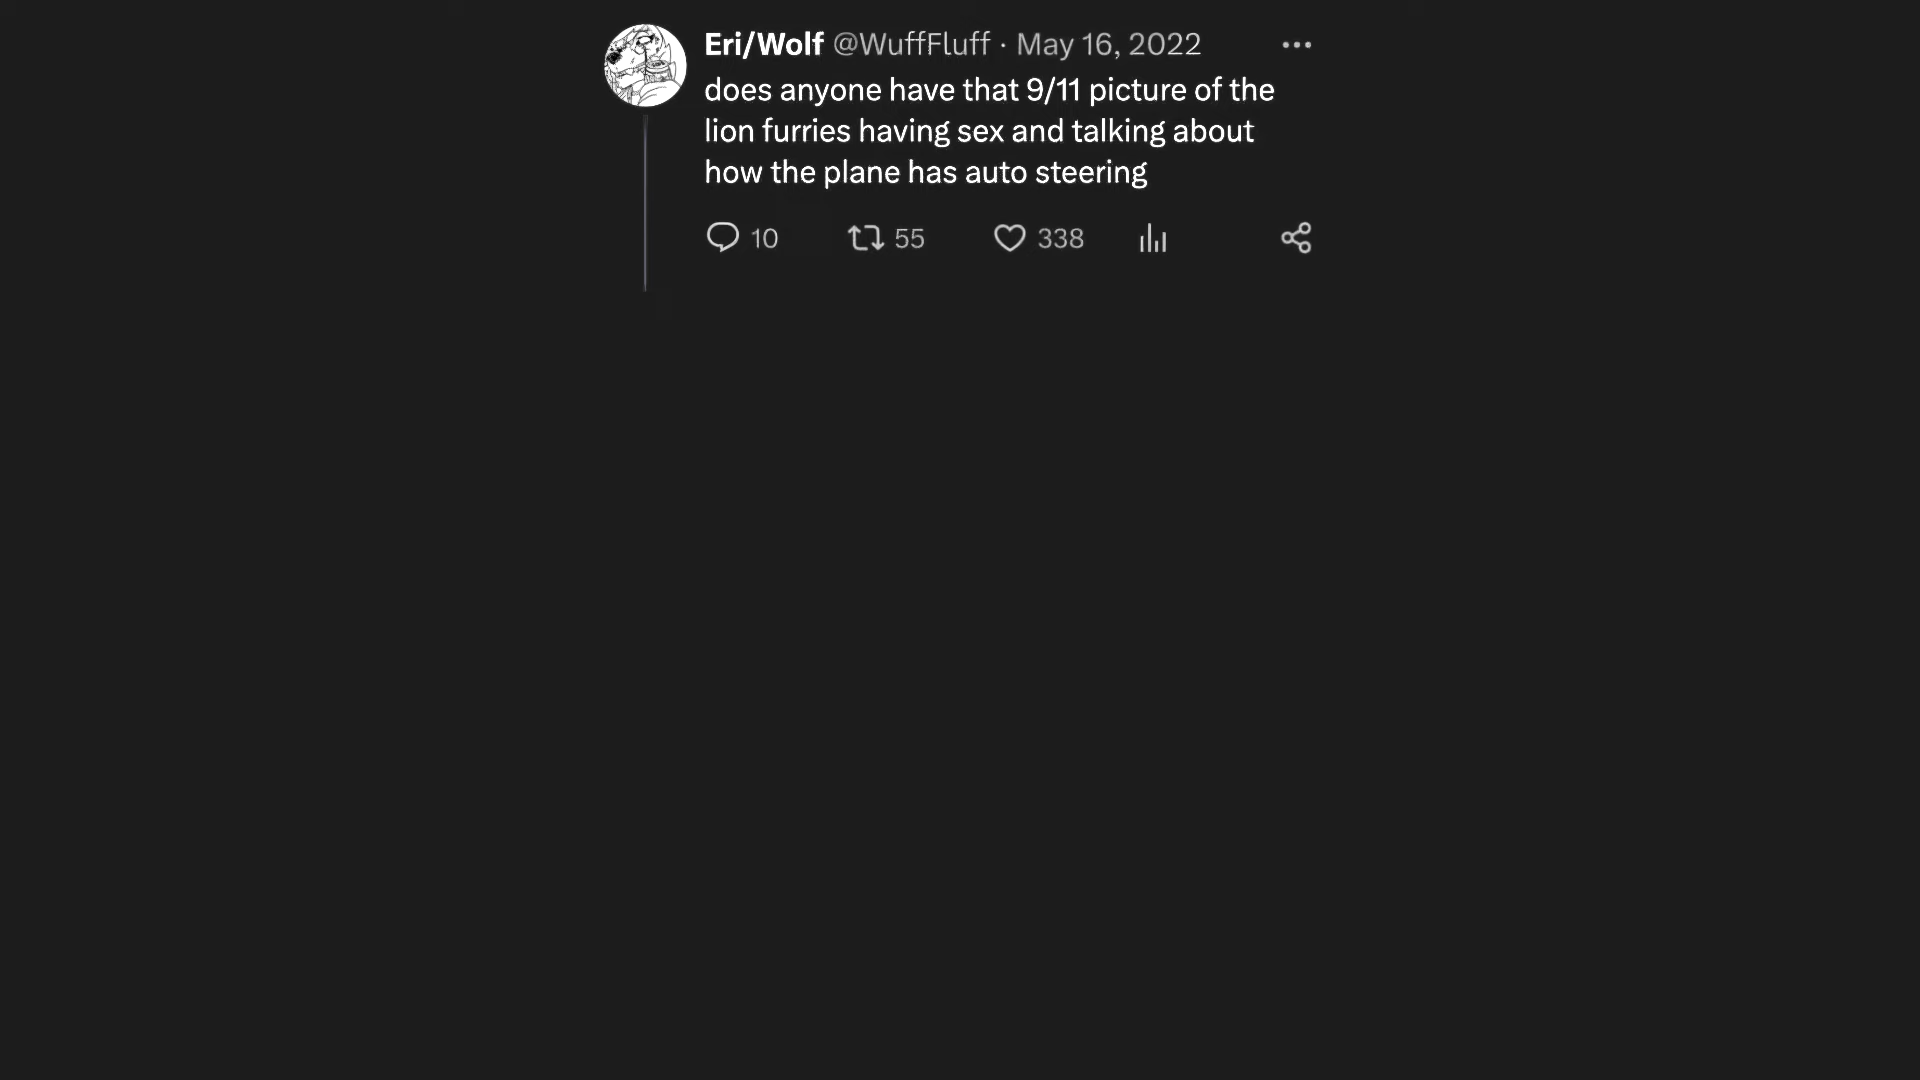 Eri/Wolf @WuffFluff · May 16, 2022
does anyone have that 9/11 picture of the
lion furries having sex and talking about
how the plane has auto steering
10 55 338